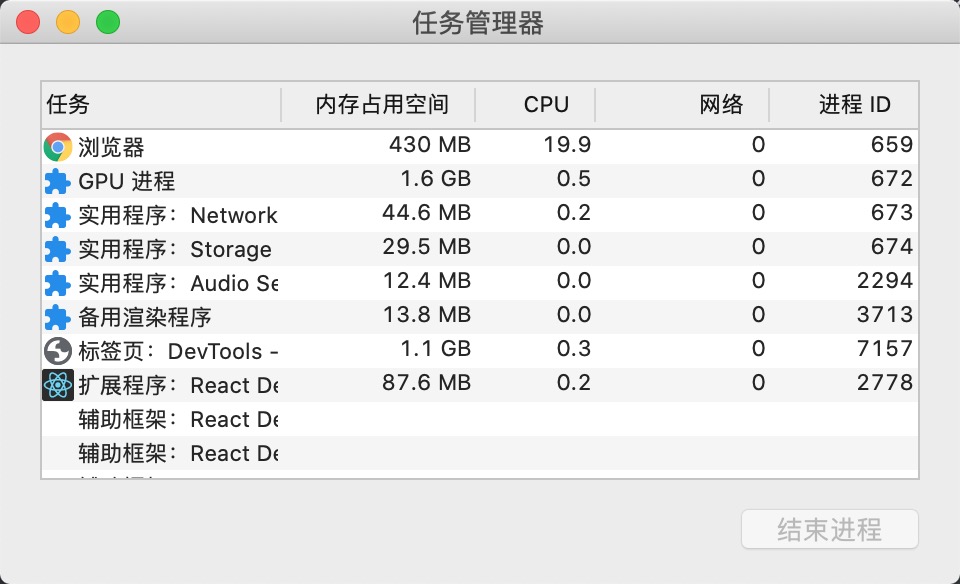 任务管理器
任务 内存占用空间 CPU 网络 进程 ID
浏览器 430 MB 19.9 0 659
GPU 进程 1.6 GB 0.5 0 672
实用程序：Network 44.6 MB 0.2 0 673
实用程序：Storage 29.5 MB 0.0 0 674
实用程序：Audio Se 12.4 MB 0.0 0 2294
备用渲染程序 13.8 MB 0.0 0 3713
标签页：DevTools - 1.1 GB 0.3 0 7157
扩展程序：React De 87.6 MB 0.2 0 2778
辅助框架：React De
辅助框架：React De
结束进程